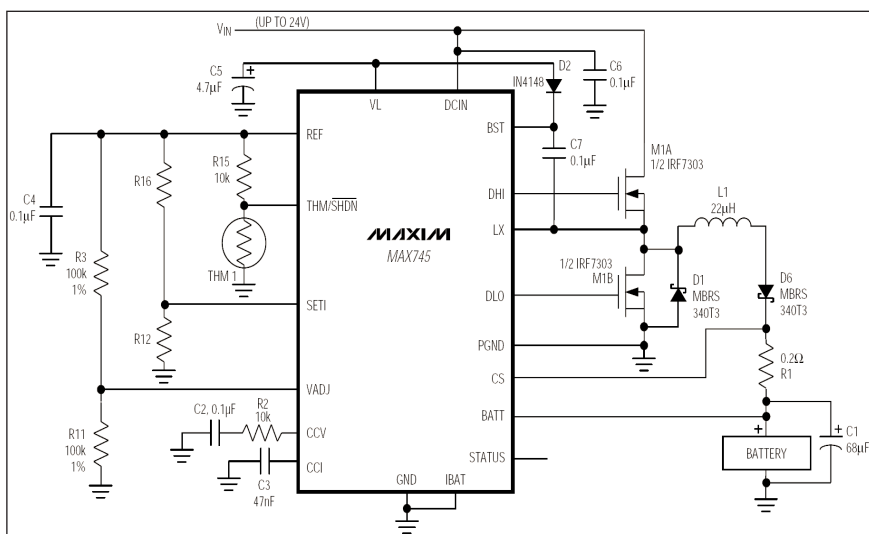 VIN (UP TO 24V)
C5
4.7µF
D2
IN4148
C6
0.1µF
VL
DCIN
REF
BST
R15
10k
R16
C7
0.1µF
M1A
1/2 IRF7303
C4
0.1µF
THM/SHDN
DHI
L1
22µH
MAXIM
MAX745
LX
R3
100k
1%
THM 1
1/2 IRF7303
M1B
D1
MBRS
340T3
D6
MBRS
340T3
SETI
DLO
R12
PGND
0.2Ω
R1
CS
VADJ
BATT
C2, 0.1µF
R2
10k
R11
100k
1%
CCV
+
BATTERY
+
C1
68µF
STATUS
CCI
C3
47nF
GND
IBAT